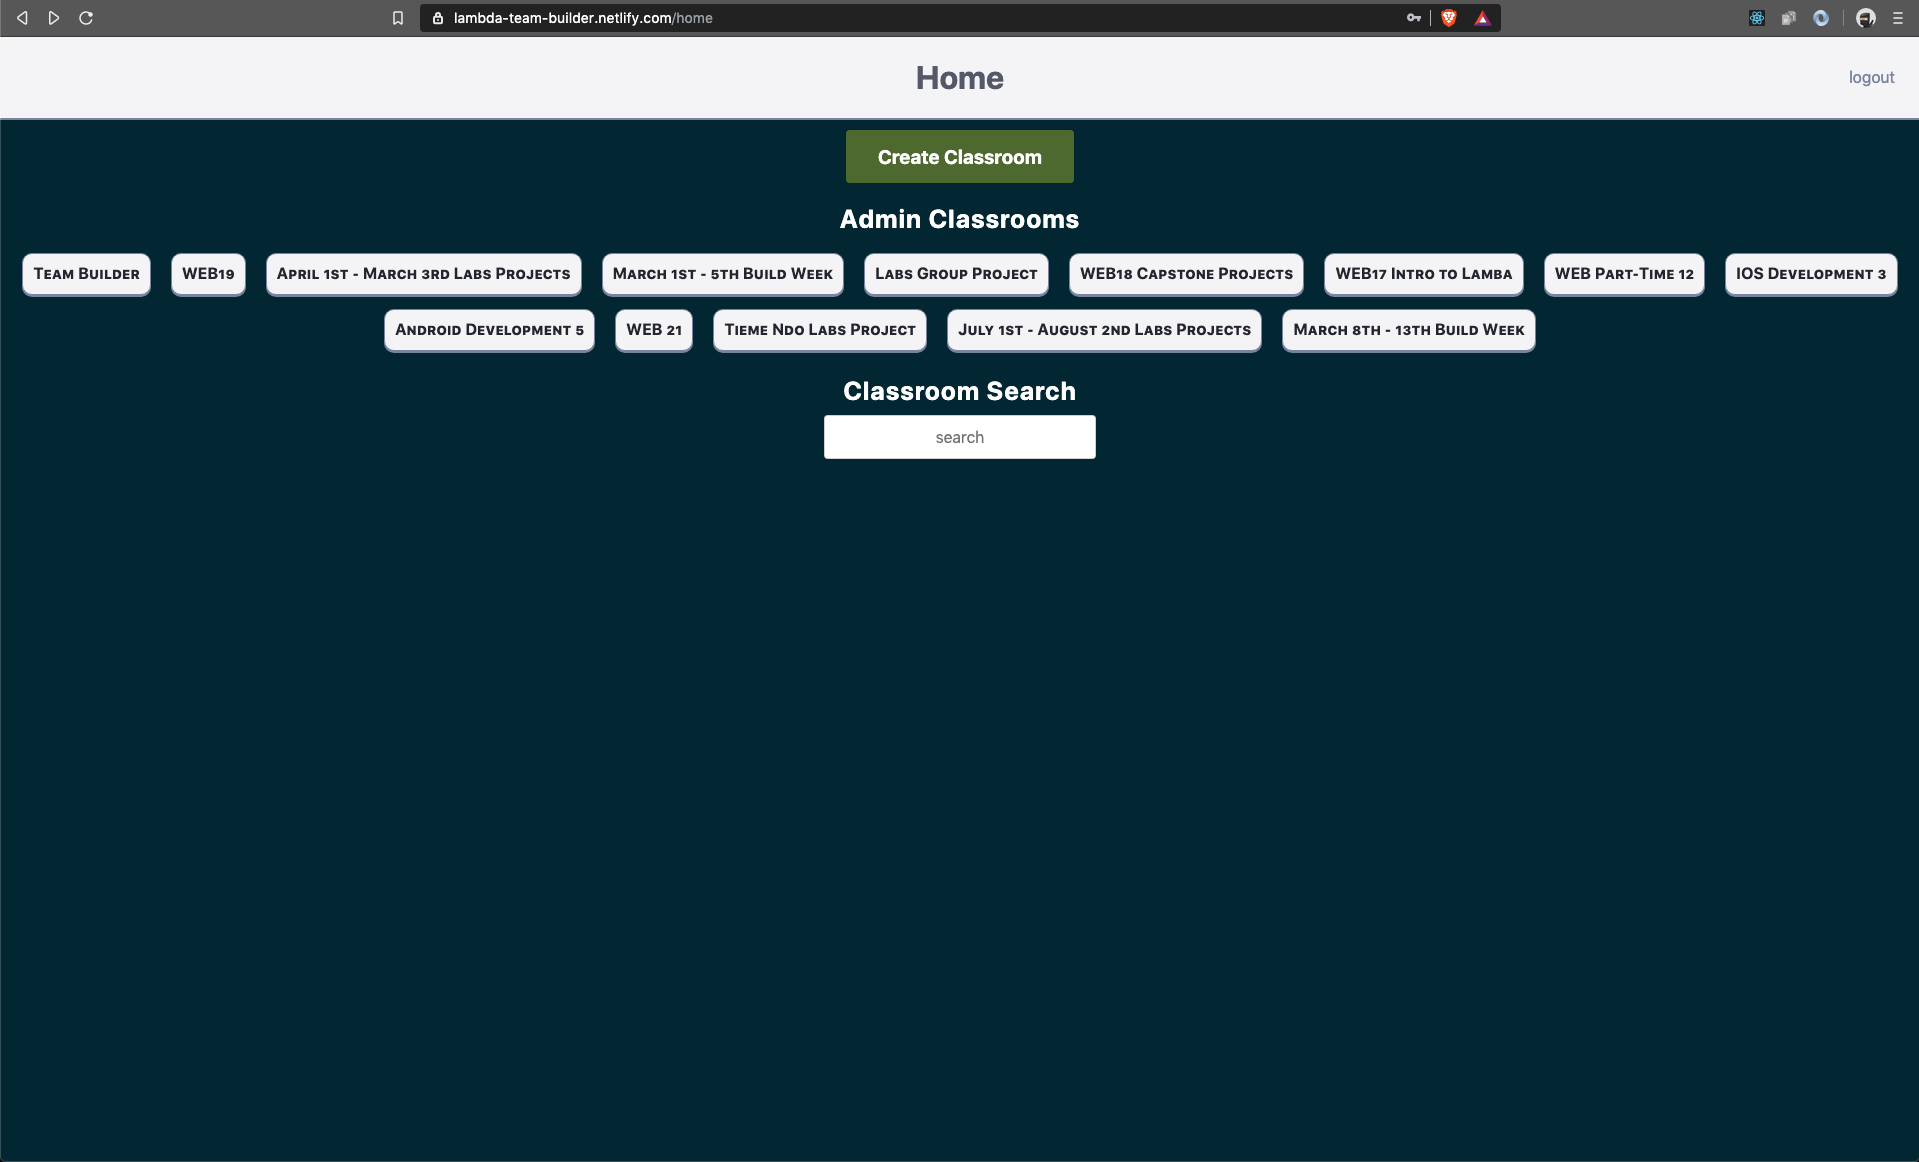 lambda-team-builder.netlify.com/home
Home
logout
Create Classroom
Admin Classrooms
Team Builder WEB19 April 1st - March 3rd Labs Projects March 1st - 5th Build Week Labs Group Project WEB18 Capstone Projects WEB17 Intro to Lamba WEB Part-Time 12 IOS Development 3
Android Development 5 WEB 21 Tieme Ndo Labs Project July 1st - August 2nd Labs Projects March 8th - 13th Build Week
Classroom Search
search